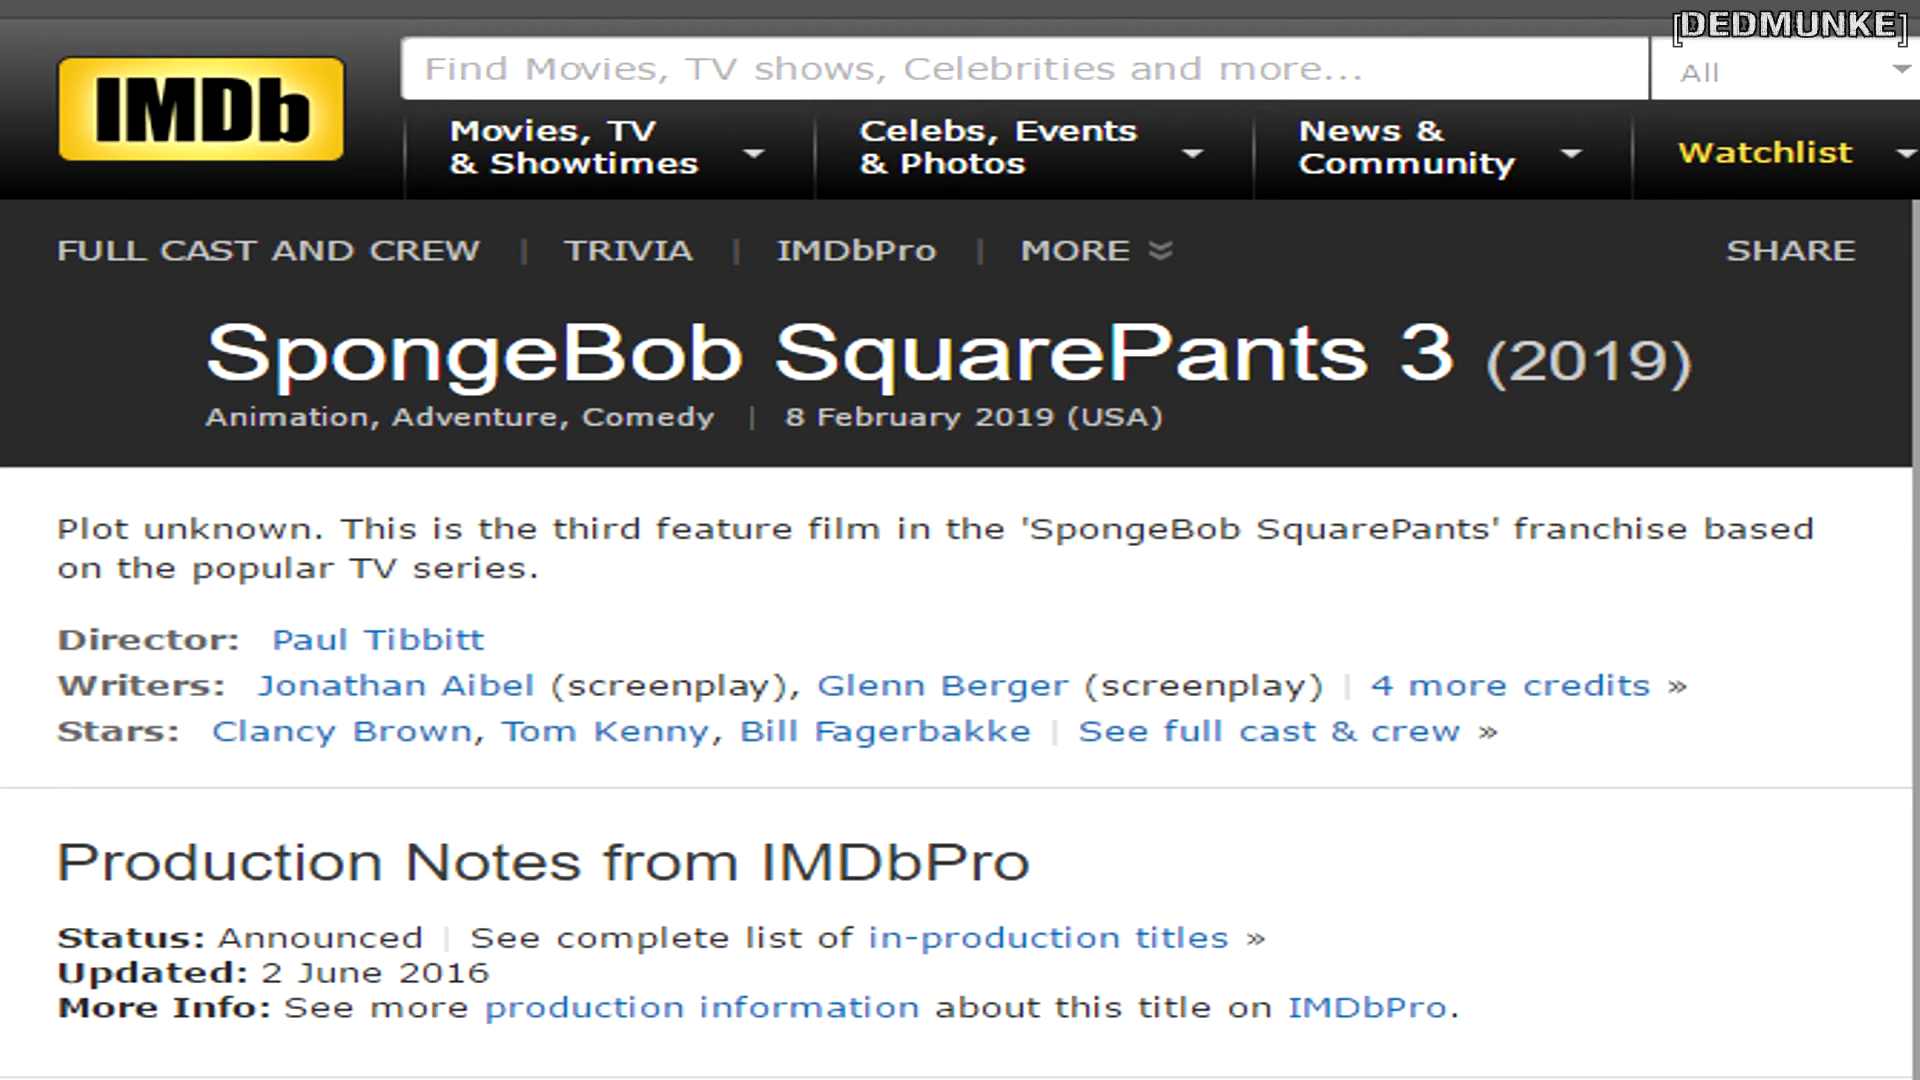 [DEDMUNKE]
IMDb
Find Movies, TV shows, Celebrities and more...
All
Movies, TV
& Showtimes
Celebs, Events
& Photos
News &
Community
Watchlist
FULL CAST AND CREW | TRIVIA | IMDbPro | MORE
SHARE
SpongeBob SquarePants 3 (2019)
Animation, Adventure, Comedy | 8 February 2019 (USA)
Plot unknown. This is the third feature film in the 'SpongeBob SquarePants' franchise based
on the popular TV series.
Director: Paul Tibbitt
Writers: Jonathan Aibel (screenplay), Glenn Berger (screenplay) | 4 more credits »
Stars: Clancy Brown, Tom Kenny, Bill Fagerbakke | See full cast & crew »
Production Notes from IMDbPro
Status: Announced | See complete list of in-production titles »
Updated: 2 June 2016
More Info: See more production information about this title on IMDbPro.